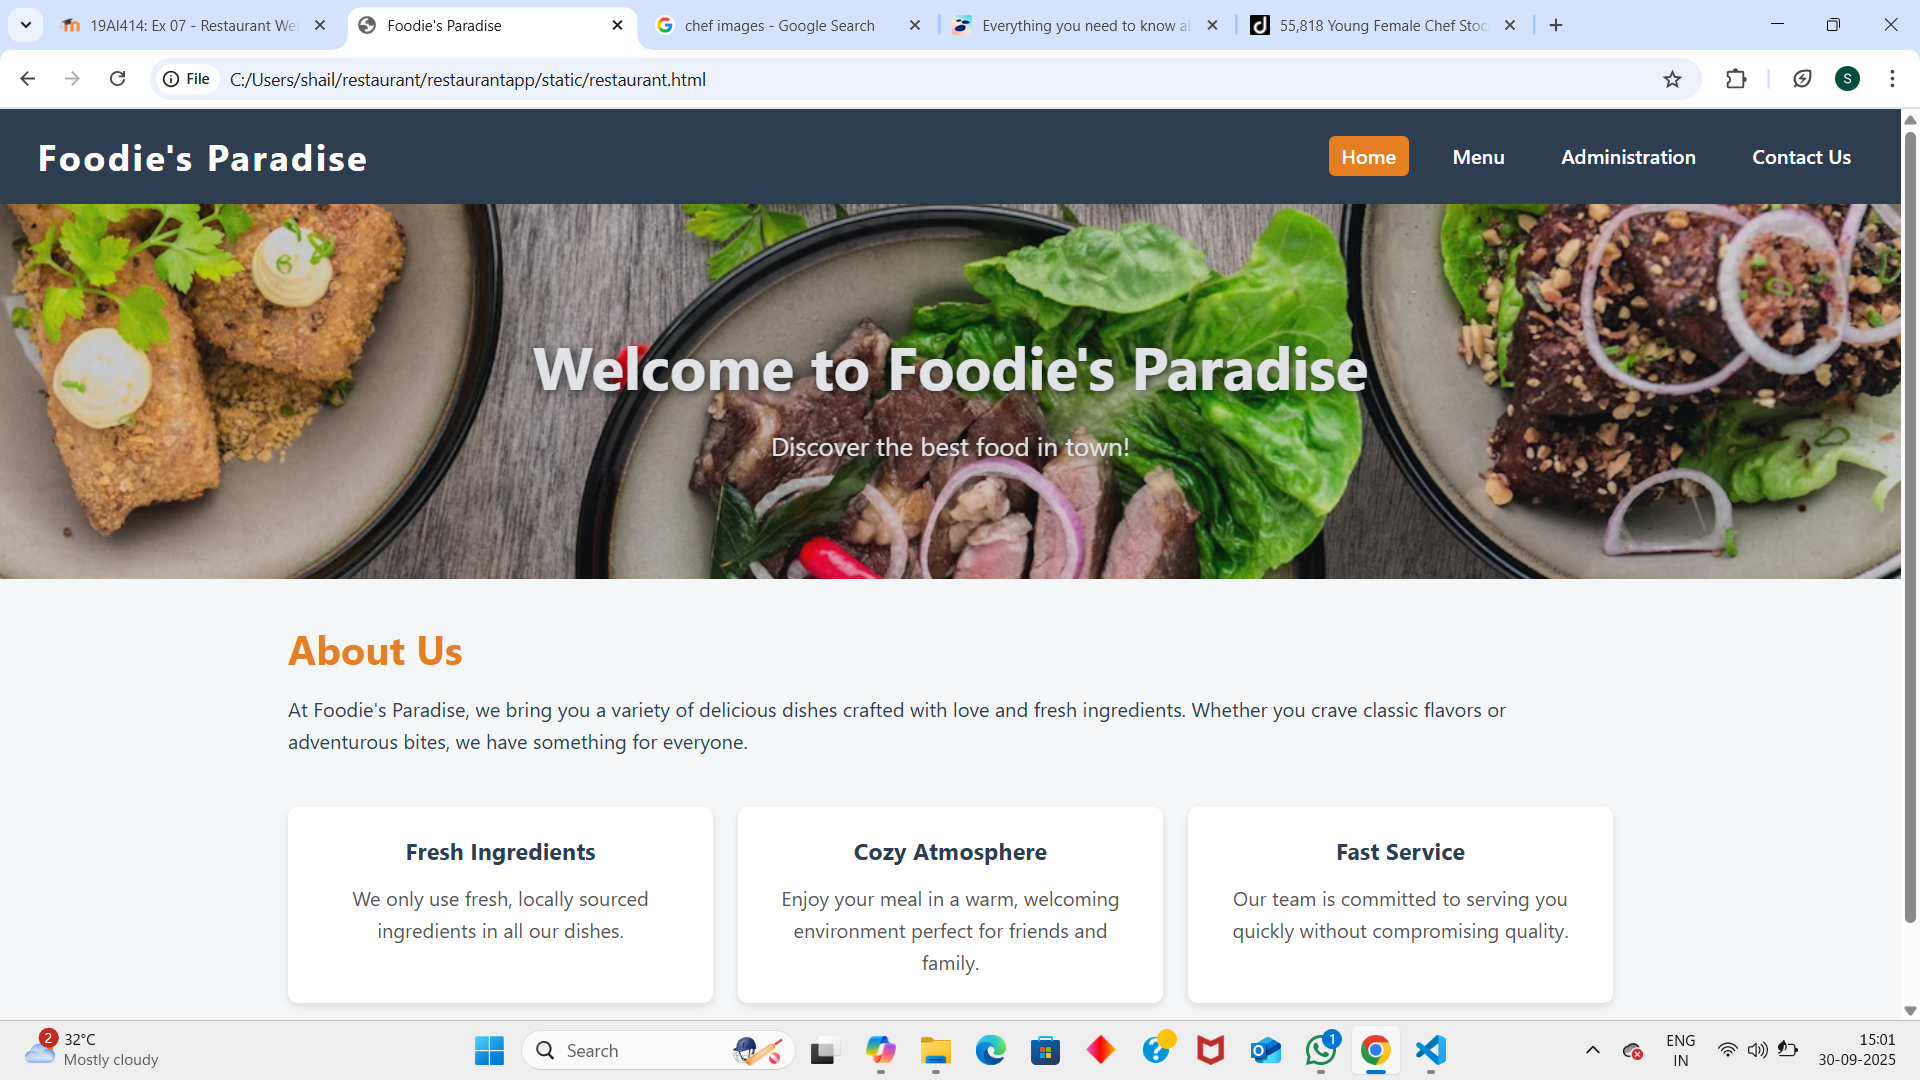 19AI414: Ex 07 - Restaurant We
Foodie's Paradise
chef images - Google Search
Everything you need to know a
55,818 Young Female Chef Stoc
File
C:/Users/shail/restaurant/restaurantapp/static/restaurant.html
S
Foodie's Paradise
Home
Menu
Administration
Contact Us
Welcome to Foodie's Paradise
Discover the best food in town!
About Us
At Foodie's Paradise, we bring you a variety of delicious dishes crafted with love and fresh ingredients. Whether you crave classic flavors or
adventurous bites, we have something for everyone.
Fresh Ingredients
We only use fresh, locally sourced
ingredients in all our dishes.
Cozy Atmosphere
Enjoy your meal in a warm, welcoming
environment perfect for friends and
family.
Fast Service
Our team is committed to serving you
quickly without compromising quality.
2
32°C
Mostly cloudy
Search
1
ENG
IN
15:01
30-09-2025